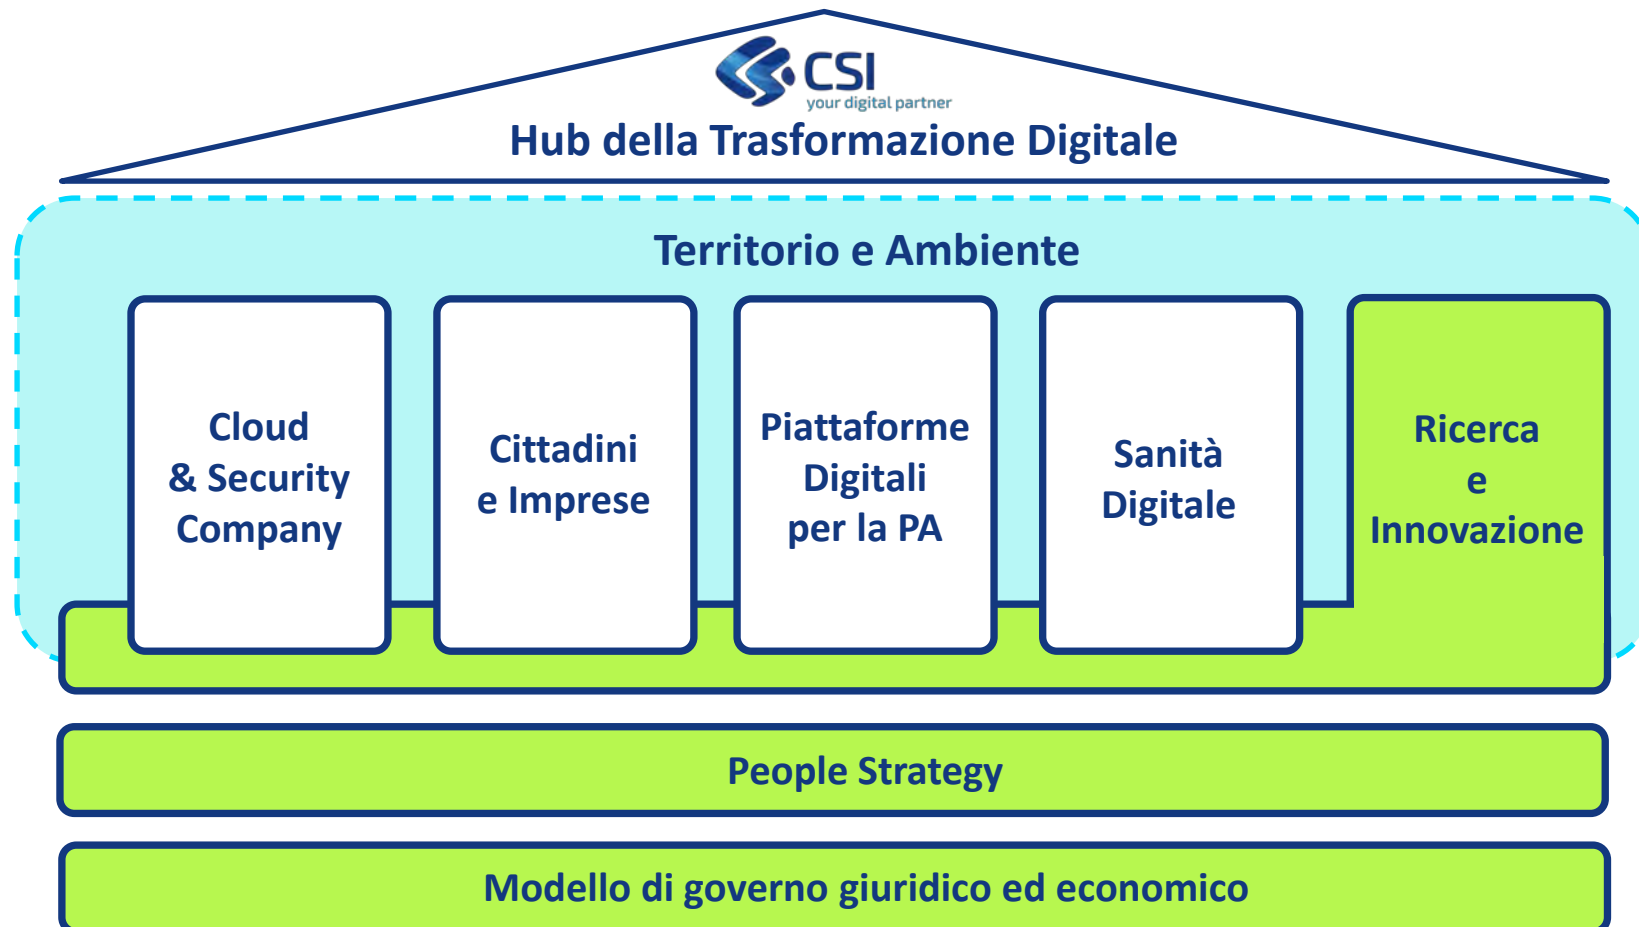 CSI
your digital partner
Hub della Trasformazione Digitale
Territorio e Ambiente
Cloud
& Security
Company
Cittadini
e Imprese
Piattaforme
Digitali
per la PA
Sanità
Digitale
Ricerca
e
Innovazione
People Strategy
Modello di governo giuridico ed economico